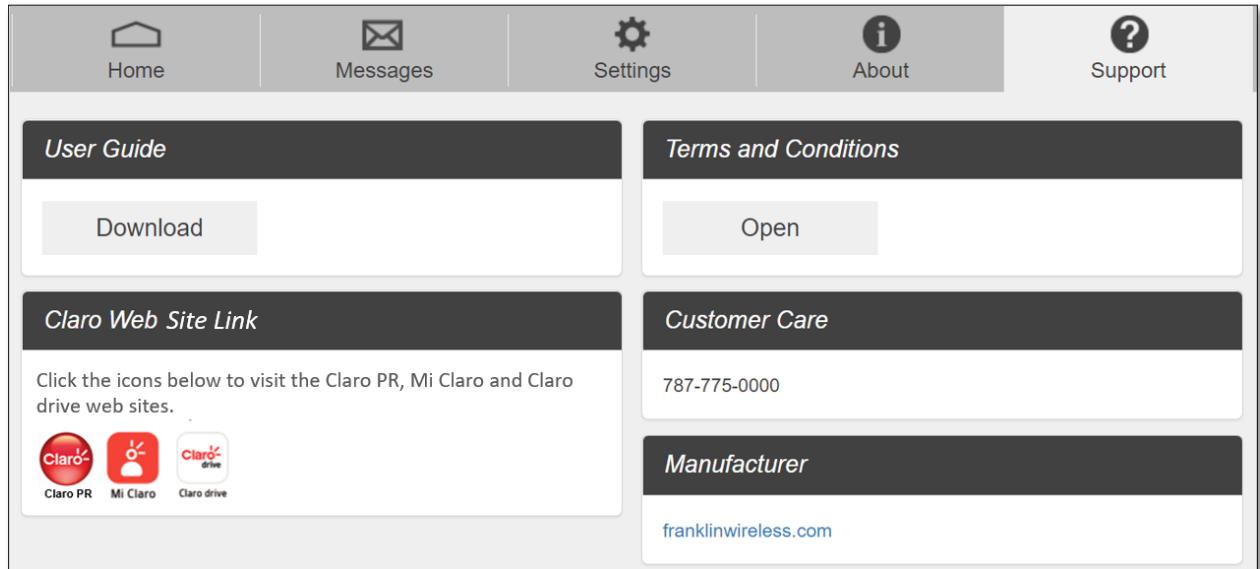 Home
Messages
Settings
About
Support
User Guide
Download
Terms and Conditions
Open
Claro Web Site Link
Click the icons below to visit the Claro PR, Mi Claro and Claro
drive web sites.
Claro
Claro PR
Mi Claro
Claro
drive
Claro drive
Customer Care
787-775-0000
Manufacturer
franklinwireless.com